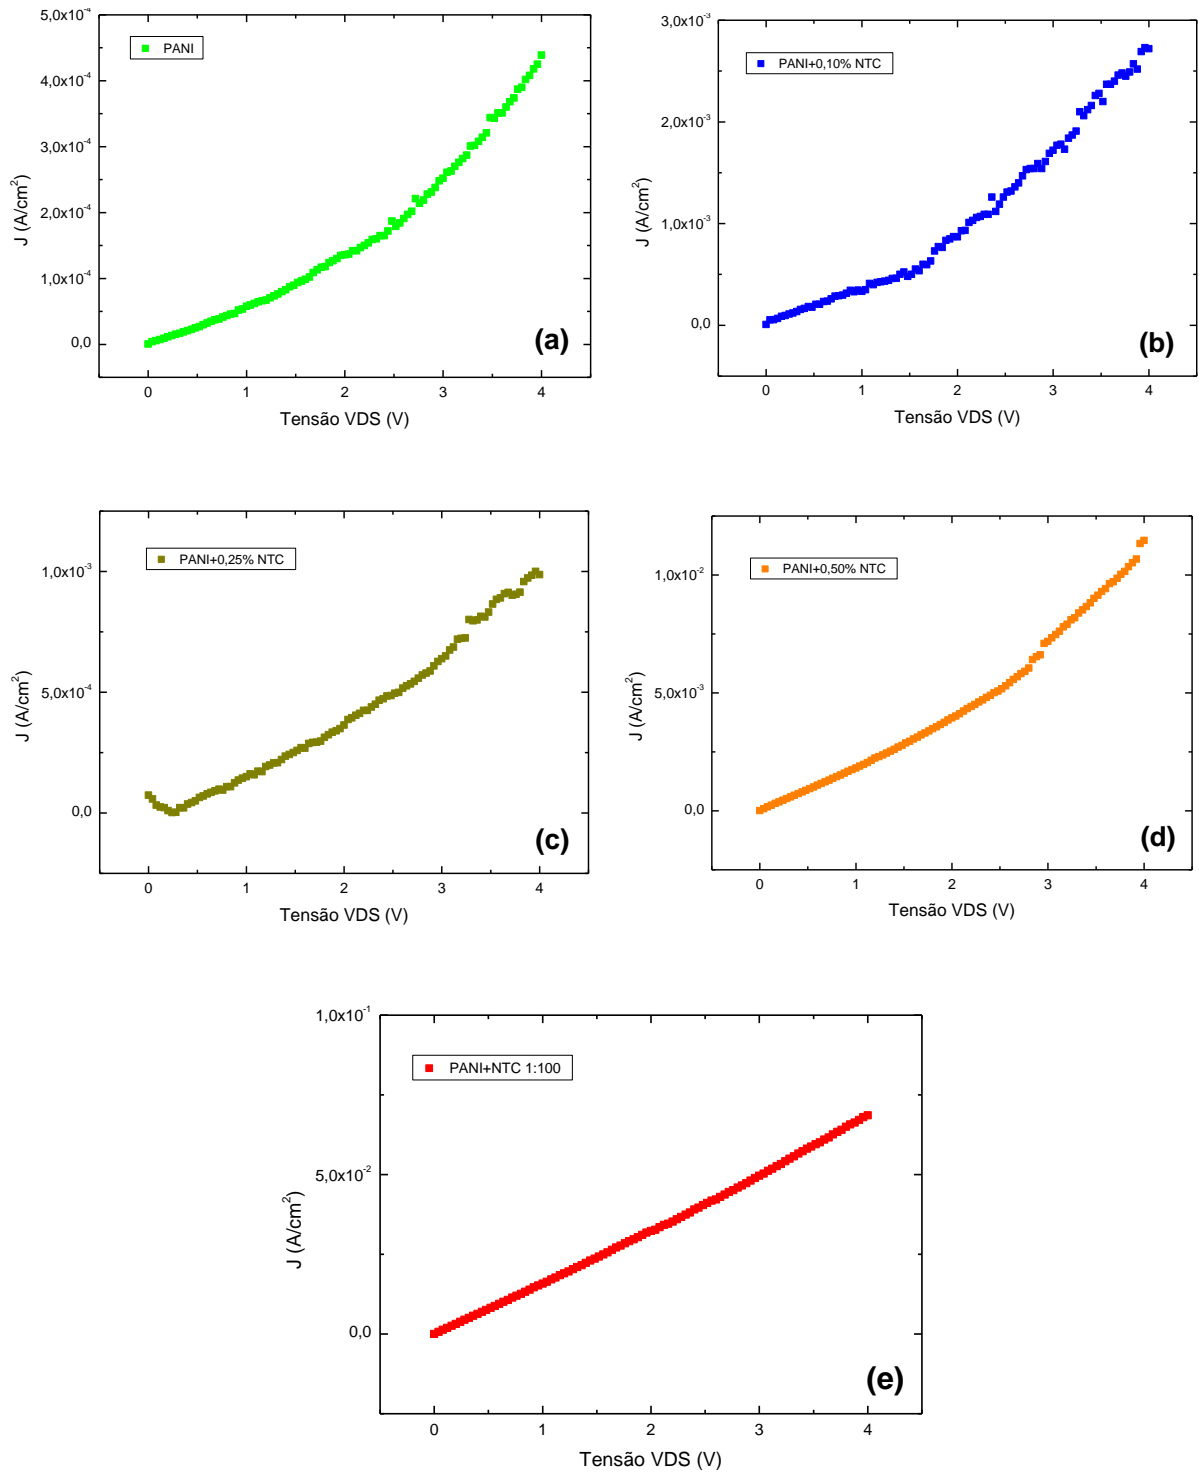 5,0x10⁻⁴
4,0x10⁻⁴
3,0x10⁻⁴
2,0x10⁻⁴
1,0x10⁻⁴
0,0
J (A/cm²)
PANI
(a)
0 1 2 3 4
Tensão VDS (V)
3,0x10⁻³
2,0x10⁻³
1,0x10⁻³
0,0
J (A/cm²)
PANI+0,10% NTC
(b)
0 1 2 3 4
Tensão VDS (V)
1,0x10⁻³
5,0x10⁻⁴
0,0
J (A/cm²)
PANI+0,25% NTC
(c)
0 1 2 3 4
Tensão VDS (V)
1,0x10⁻²
5,0x10⁻³
0,0
J (A/cm²)
PANI+0,50% NTC
(d)
0 1 2 3 4
Tensão VDS (V)
1,0x10⁻¹
5,0x10⁻²
0,0
J (A/cm²)
PANI+NTC 1:100
(e)
0 1 2 3 4
Tensão VDS (V)